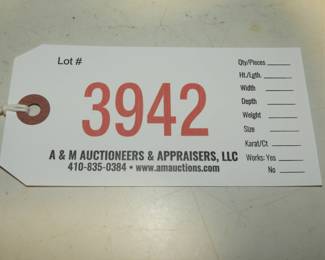 Lot #
3942
A & M AUCTIONEERS & APPRAISERS, LLC
410-835-0384 • www.amauctions.com
Qty/Pieces
Ht./Lgth.
Width
Depth
Weight
Size
Karat/Ct.
Works: Yes
No